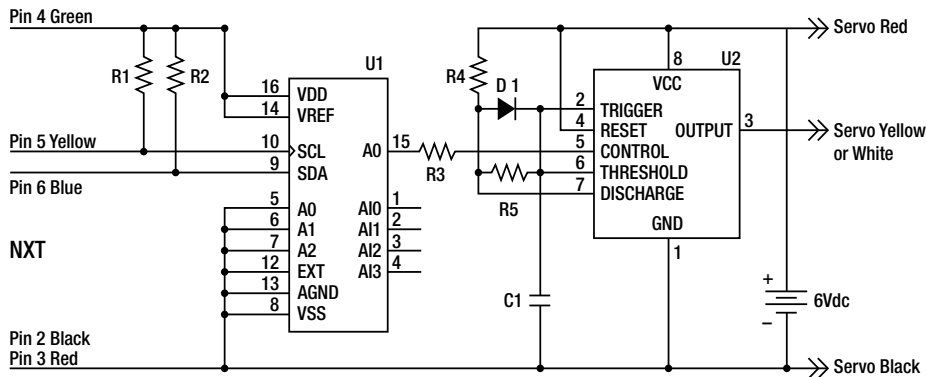 Pin 4 Green
Servo Red
U1
U2
R1
R2
R4
D 1
8
VCC
16
VDD
14
VREF
2
TRIGGER
4
RESET
OUTPUT
3
Servo Yellow
or White
Pin 5 Yellow
10
SCL
A0
15
R3
5
CONTROL
9
SDA
6
THRESHOLD
Pin 6 Blue
7
DISCHARGE
R5
5
A0
AI0
1
6
A1
AI1
2
GND
NXT
7
A2
AI2
3
1
12
EXT
AI3
4
13
AGND
8
VSS
C1
+
6Vdc
–
Pin 2 Black
Pin 3 Red
Servo Black